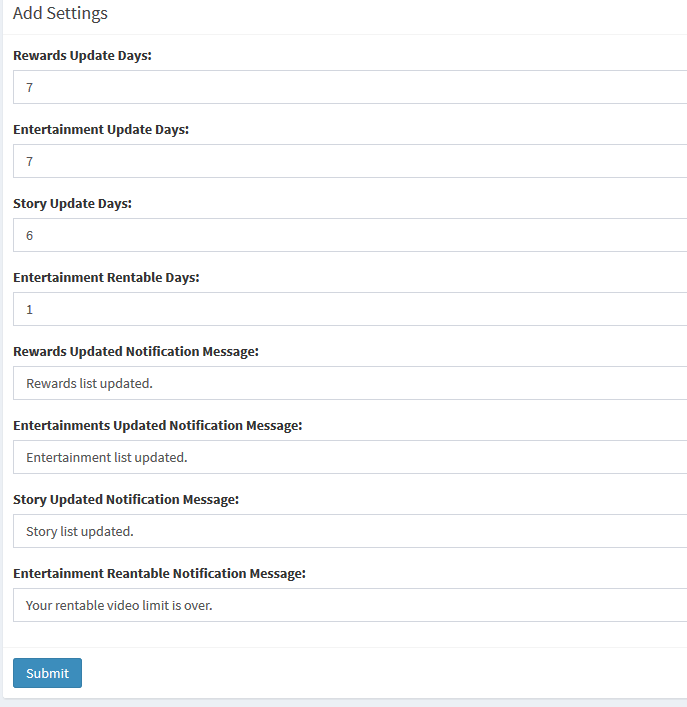 Add Settings
Rewards Update Days:
7
Entertainment Update Days:
7
Story Update Days:
6
Entertainment Rentable Days:
1
Rewards Updated Notification Message:
Rewards list updated.
Entertainments Updated Notification Message:
Entertainment list updated.
Story Updated Notification Message:
Story list updated.
Entertainment Reantable Notification Message:
Your rentable video limit is over.
Submit